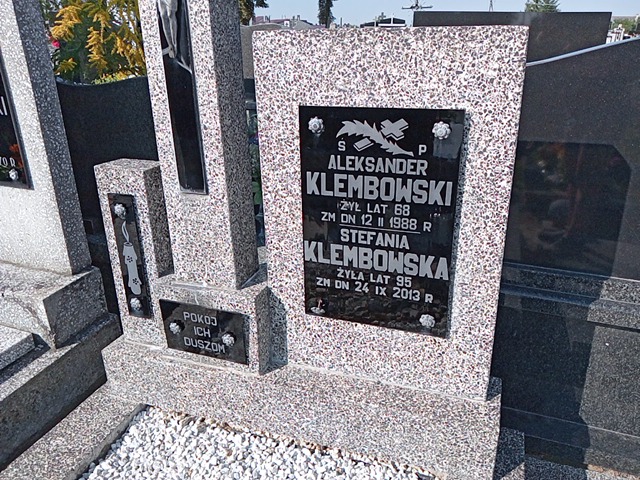 Ś P
ALEKSANDER
KLEMBOWSKI
ŻYŁ LAT 68
ZM DN 12 II 1988 R
STEFANIA
KLEMBOWSKA
ŻYŁA LAT 95
ZM DN 24 IX 2013 R
POKÓJ
ICH
DUSZOM